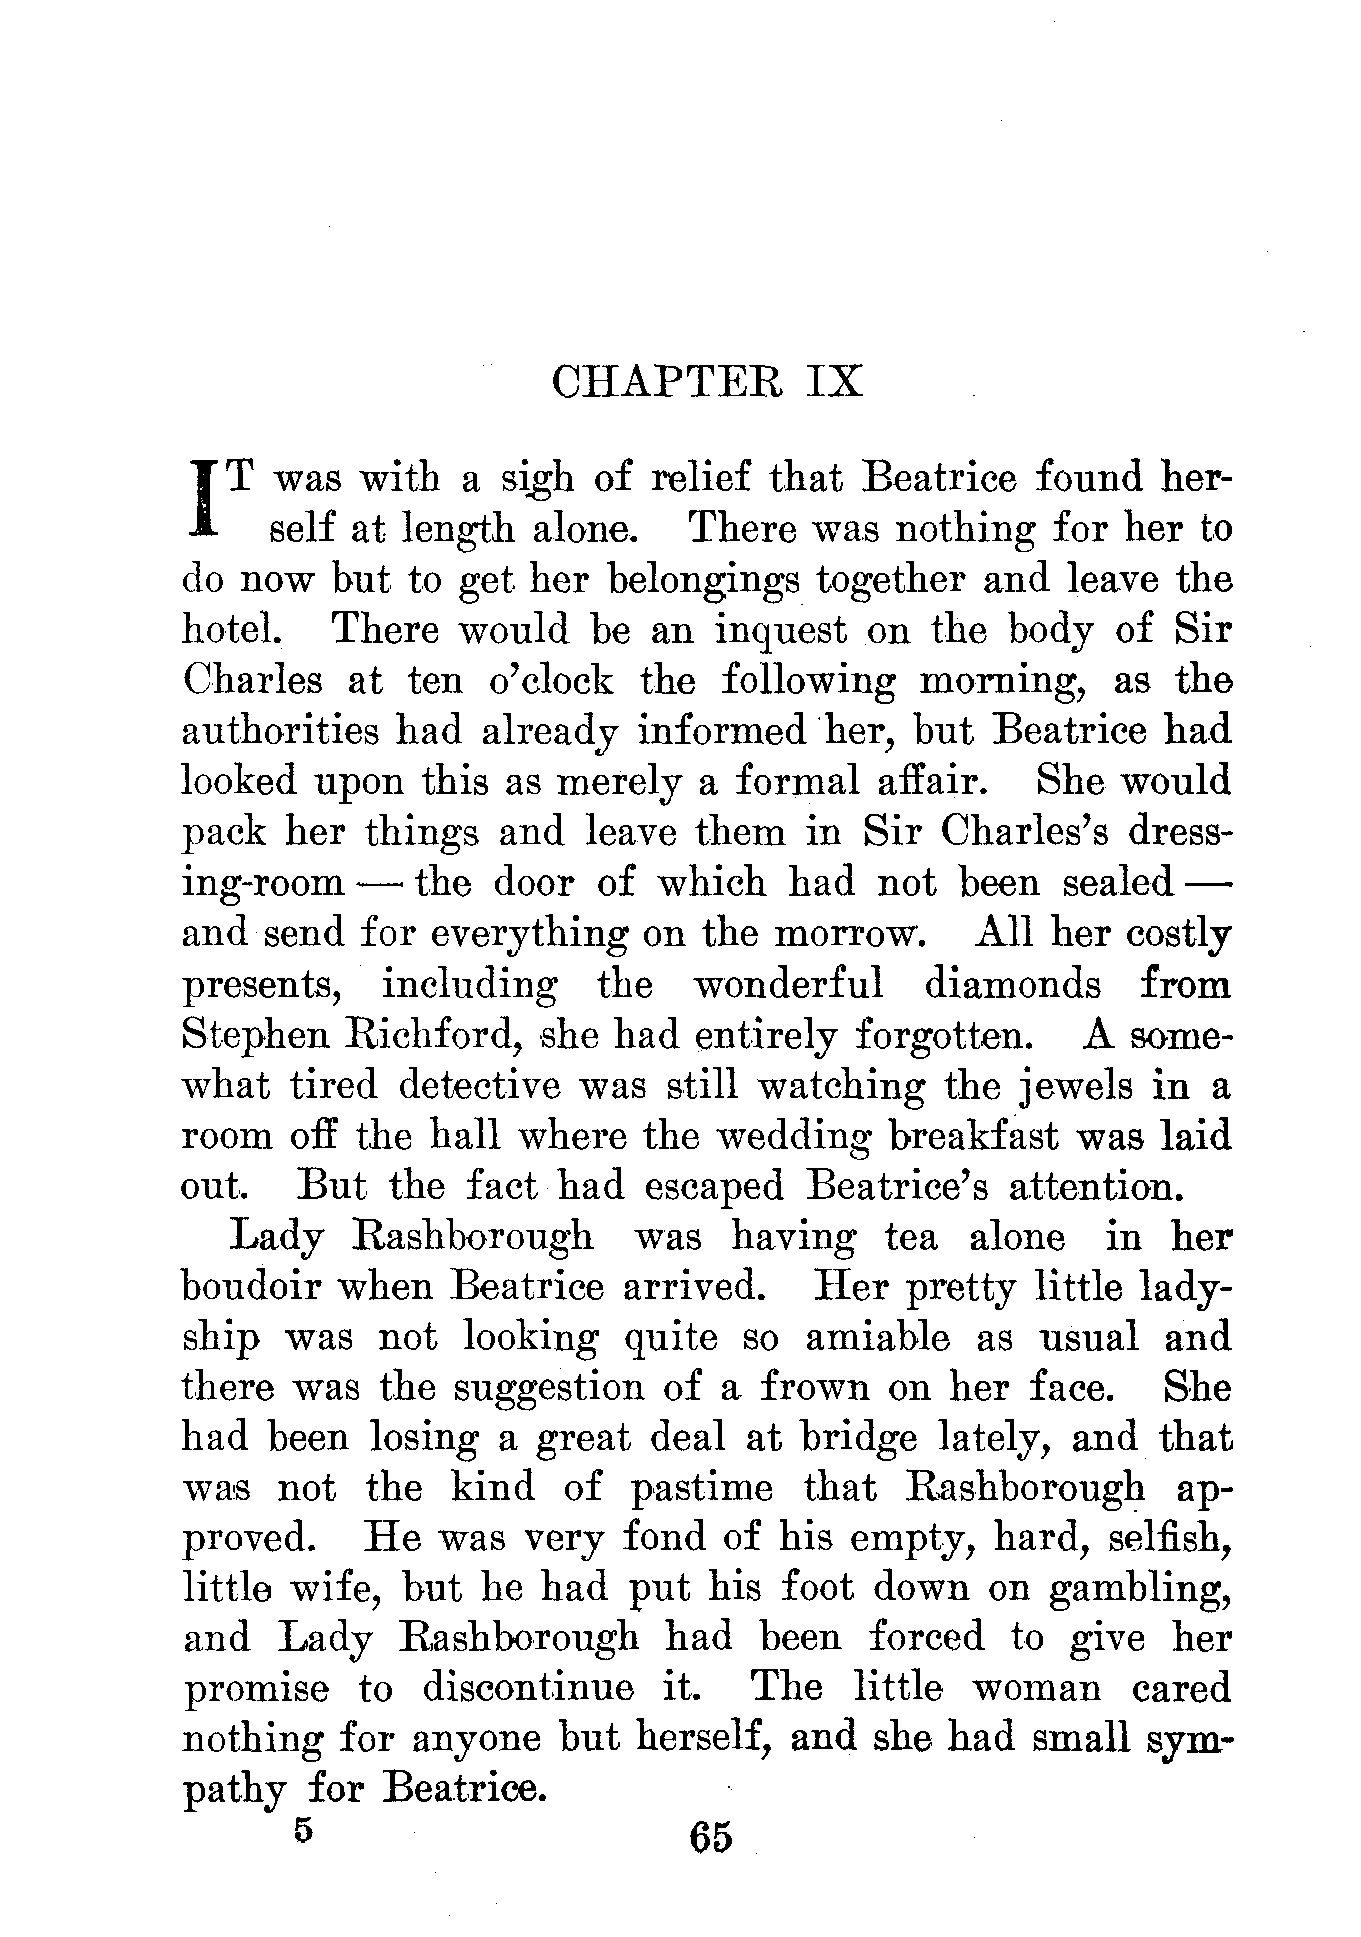 CHAPTER IX
IT was with a sigh of relief that Beatrice found her-
self at length alone. There was nothing for her to
do now but to get her belongings together and leave the
hotel. There would be an inquest on the body of Sir
Charles at ten o'clock the following morning, as the
authorities had already informed her, but Beatrice had
looked upon this as merely a formal affair. She would
pack her things and leave them in Sir Charles's dress-
ing-room — the door of which had not been sealed —
and send for everything on the morrow. All her costly
presents, including the wonderful diamonds from
Stephen Richford, she had entirely forgotten. A some-
what tired detective was still watching the jewels in a
room off the hall where the wedding breakfast was laid
out. But the fact had escaped Beatrice's attention.
Lady Rashborough was having tea alone in her
boudoir when Beatrice arrived. Her pretty little lady-
ship was not looking quite so amiable as usual and
there was the suggestion of a frown on her face. She
had been losing a great deal at bridge lately, and that
was not the kind of pastime that Rashborough ap-
proved. He was very fond of his empty, hard, selfish,
little wife, but he had put his foot down on gambling,
and Lady Rashborough had been forced to give her
promise to discontinue it. The little woman cared
nothing for anyone but herself, and she had small sym-
pathy for Beatrice.
5 65